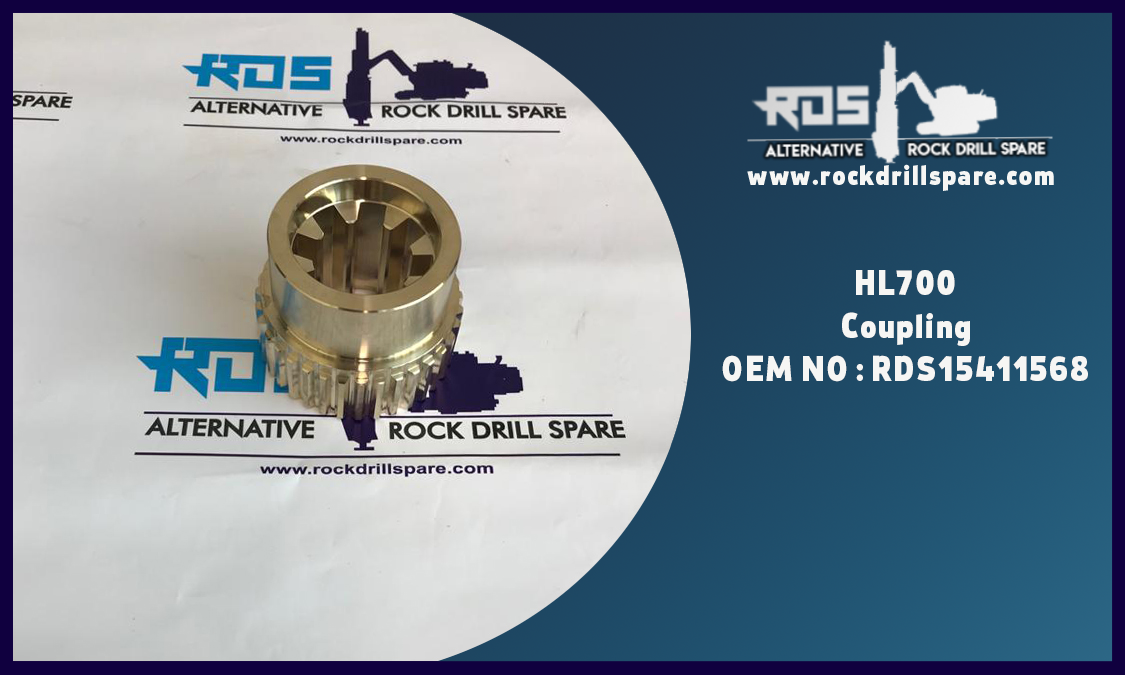 RDS
ALTERNATIVE ROCK DRILL SPARE
www.rockdrillspare.com
SPARE
RDS
ALTERNATIVE ROCK DRILL SPARE
www.rockdrillspare.com
RDS
ALTERNATIVE ROCK DRILL SPARE
www.rockdrillspare.com
HL700
Coupling
OEM NO : RDS15411568